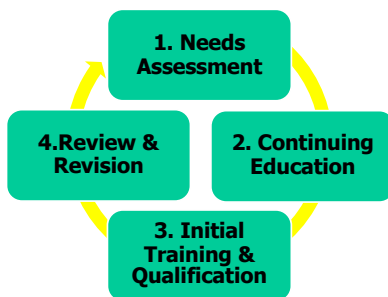 1. Needs
Assessment
2. Continuing
Education
3. Initial
Training &
Qualification
4.Review &
Revision